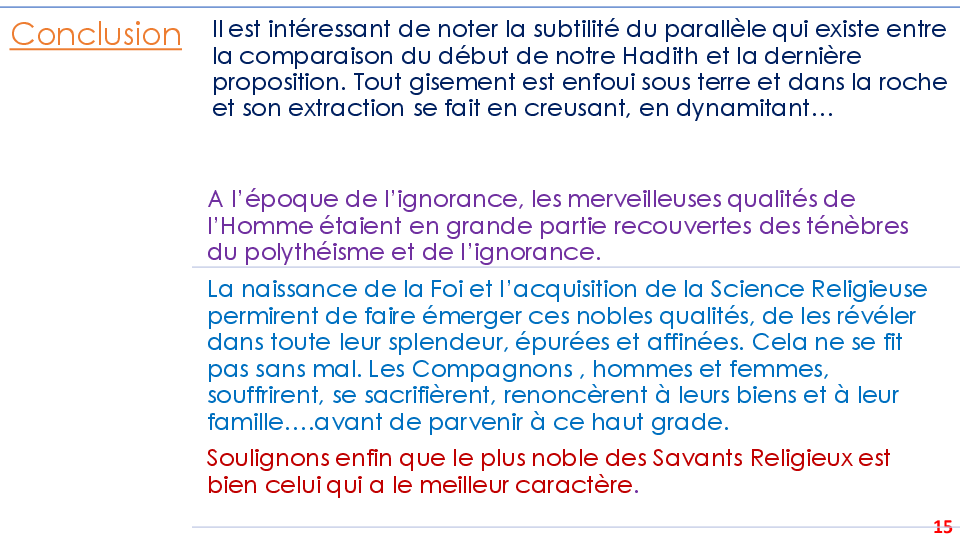 Conclusion
Il est intéressant de noter la subtilité du parallèle qui existe entre
la comparaison du début de notre Hadith et la dernière
proposition. Tout gisement est enfoui sous terre et dans la roche
et son extraction se fait en creusant, en dynamitant…
A l’époque de l’ignorance, les merveilleuses qualités de
l’Homme étaient en grande partie recouvertes des ténèbres
du polythéisme et de l’ignorance.
La naissance de la Foi et l’acquisition de la Science Religieuse
permirent de faire émerger ces nobles qualités, de les révéler
dans toute leur splendeur, épurées et affinées. Cela ne se fit
pas sans mal. Les Compagnons , hommes et femmes,
souffrirent, se sacrifièrent, renoncèrent à leurs biens et à leur
famille….avant de parvenir à ce haut grade.
Soulignons enfin que le plus noble des Savants Religieux est
bien celui qui a le meilleur caractère.
15